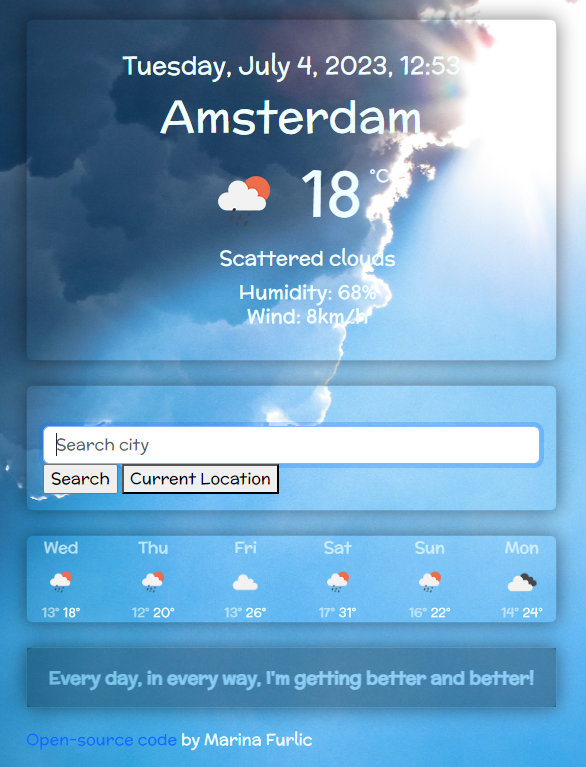 Tuesday, July 4, 2023, 12:53
Amsterdam
18 °C
Scattered clouds
Humidity: 68%
Wind: 8km/h
Search city
Search Current Location
Wed Thu Fri Sat Sun Mon
13° 18° 12° 20° 13° 26° 17° 31° 16° 22° 14° 24°
Every day, in every way, I'm getting better and better!
Open-source code by Marina Furlic